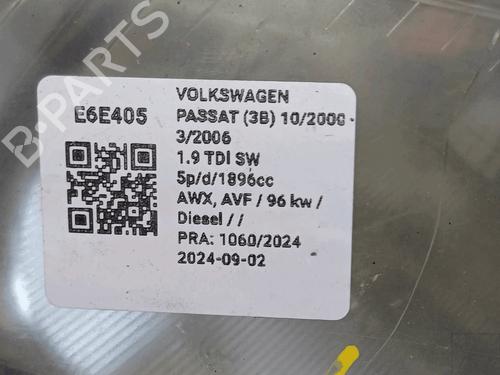 B-PARTS
E6E405
VOLKSWAGEN
PASSAT (3B) 10/2000 -
3/2006
1.9 TDI SW
5p/d/1896cc
AWX, AVF / 96 kw /
Diesel / /
PRA: 1060/2024
2024-09-02